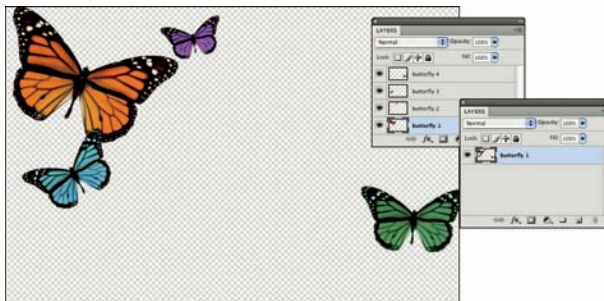 LAYERS
Normal Opacity: 100%
Lock: Fill: 100%
butterfly 4
butterfly 3
butterfly 2
butterfly 1
LAYERS
Normal Opacity: 100%
Lock: Fill: 100%
butterfly 1
fx.